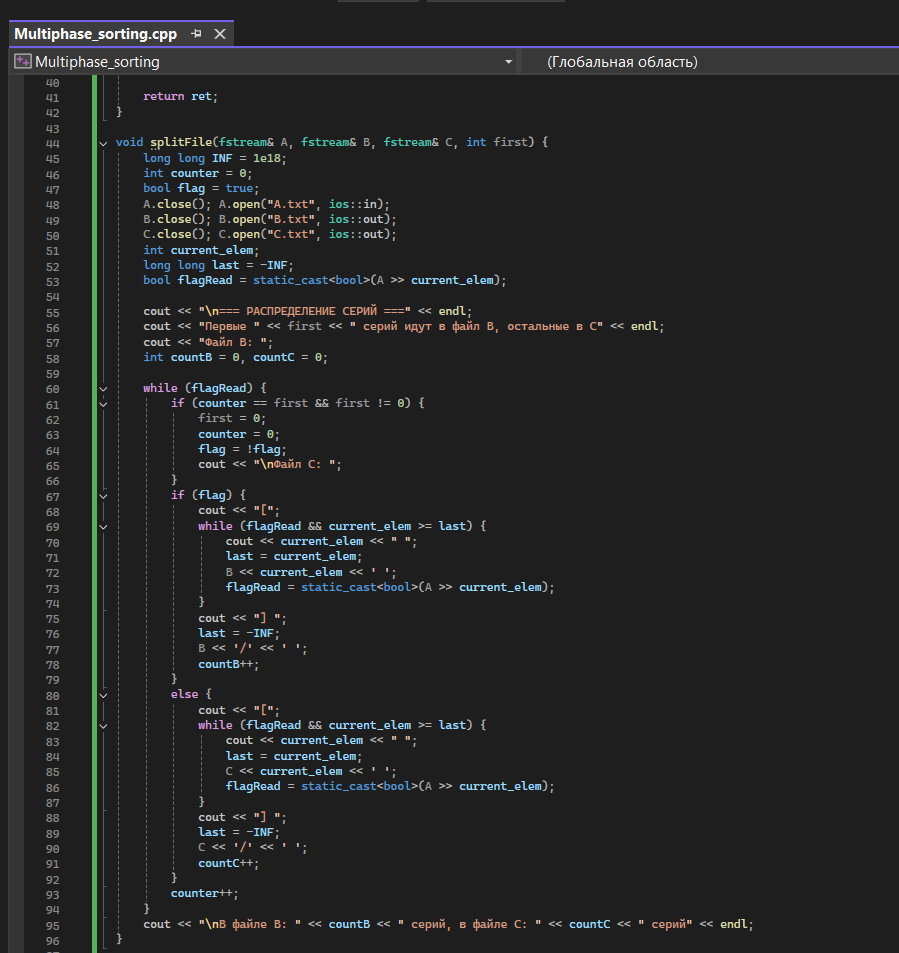 Multiphase_sorting.cpp
Multiphase_sorting (Глобальная область)
40
41 return ret;
42 }
43
44 void splitFile(fstream& A, fstream& B, fstream& C, int first) {
45 long long INF = 1e18;
46 int counter = 0;
47 bool flag = true;
48 A.close(); A.open("A.txt", ios::in);
49 B.close(); B.open("B.txt", ios::out);
50 C.close(); C.open("C.txt", ios::out);
51 int current_elem;
52 long long last = -INF;
53 bool flagRead = static_cast<bool>(A >> current_elem);
54
55 cout << "\n=== РАСПРЕДЕЛЕНИЕ СЕРИЙ ===" << endl;
56 cout << "Первые " << first << " серий идут в файл B, остальные в C" << endl;
57 cout << "Файл B: ";
58 int countB = 0, countC = 0;
59
60 while (flagRead) {
61 if (counter == first && first != 0) {
62 first = 0;
63 counter = 0;
64 flag = !flag;
65 cout << "\nФайл C: ";
66 }
67 if (flag) {
68 cout << "[";
69 while (flagRead && current_elem >= last) {
70 cout << current_elem << " ";
71 last = current_elem;
72 B << current_elem << ' ';
73 flagRead = static_cast<bool>(A >> current_elem);
74 }
75 cout << "] ";
76 last = -INF;
77 B << '/' << ' ';
78 countB++;
79 }
80 else {
81 cout << "[";
82 while (flagRead && current_elem >= last) {
83 cout << current_elem << " ";
84 last = current_elem;
85 C << current_elem << ' ';
86 flagRead = static_cast<bool>(A >> current_elem);
87 }
88 cout << "] ";
89 last = -INF;
90 C << '/' << ' ';
91 countC++;
92 }
93 counter++;
94 }
95 cout << "\nВ файле B: " << countB << " серий, в файле C: " << countC << " серий" << endl;
96 }